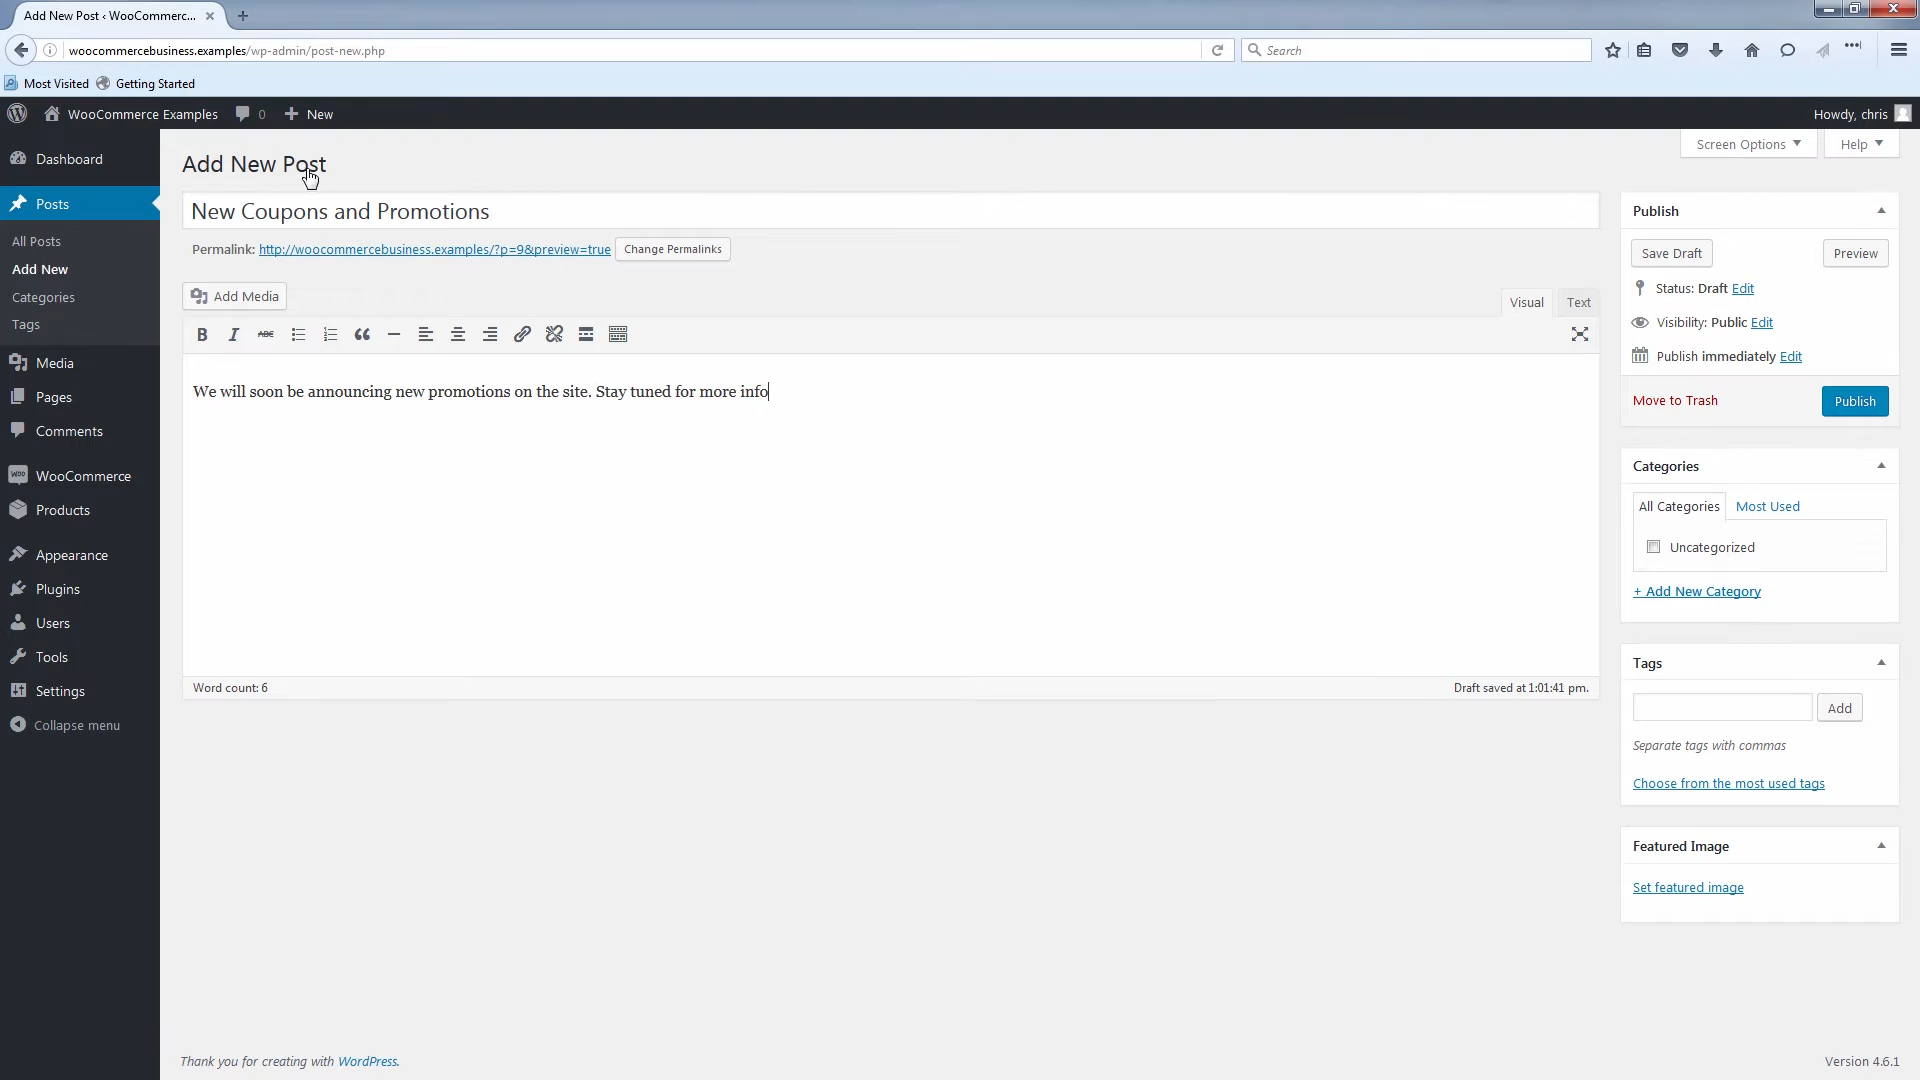 Add New Post ‹ WooCommerc...
woocommercebusiness.examples/wp-admin/post-new.php
Search
Most Visited
Getting Started
WooCommerce Examples
0
New
Howdy, chris
Dashboard
Posts
All Posts
Add New
Categories
Tags
Media
Pages
Comments
WooCommerce
Products
Appearance
Plugins
Users
Tools
Settings
Collapse menu
Add New Post
Screen Options
Help
New Coupons and Promotions
Permalink: http://woocommercebusiness.examples/?p=9&preview=true
Change Permalinks
Add Media
Visual
Text
B
I
ABC
We will soon be announcing new promotions on the site. Stay tuned for more info
Word count: 6
Draft saved at 1:01:41 pm.
Publish
Save Draft
Preview
Status: Draft Edit
Visibility: Public Edit
Publish immediately Edit
Move to Trash
Publish
Categories
All Categories
Most Used
Uncategorized
+ Add New Category
Tags
Add
Separate tags with commas
Choose from the most used tags
Featured Image
Set featured image
Thank you for creating with WordPress.
Version 4.6.1